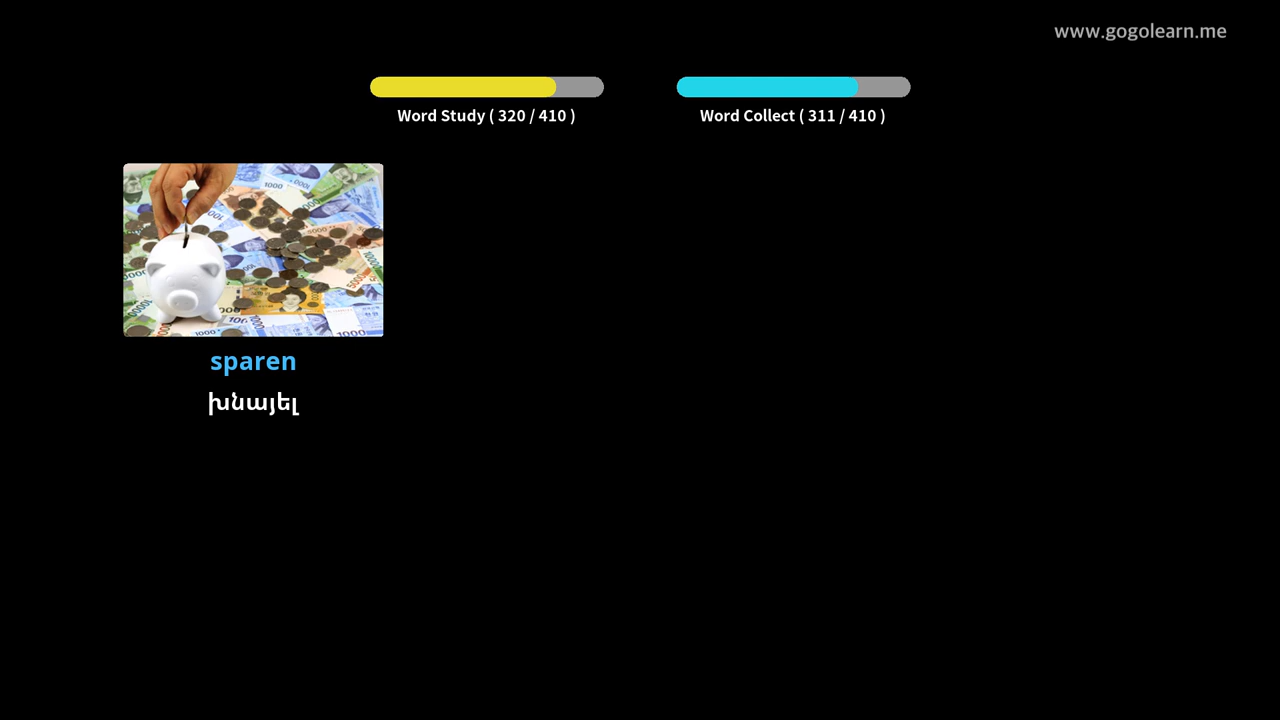 www.gogolearn.me
Word Study ( 320 / 410 )
Word Collect ( 311 / 410 )
sparen
խնայել